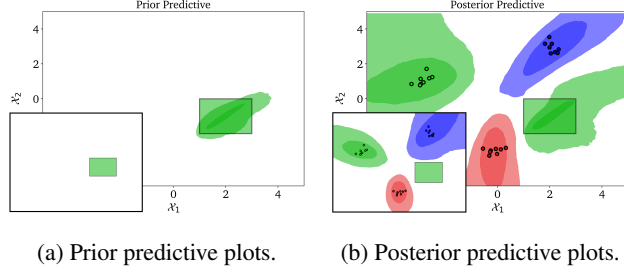 Prior Predictive
Posterior Predictive
4
2
0
x₂
0
2
4
x₁
4
2
0
x₂
0
2
4
x₁
(a) Prior predictive plots.
(b) Posterior predictive plots.